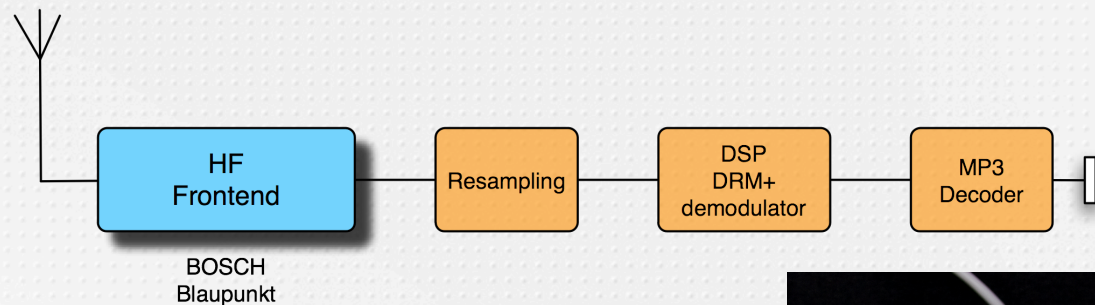 HF
Frontend
BOSCH
Blaupunkt
Resampling
DSP
DRM+
demodulator
MP3
Decoder